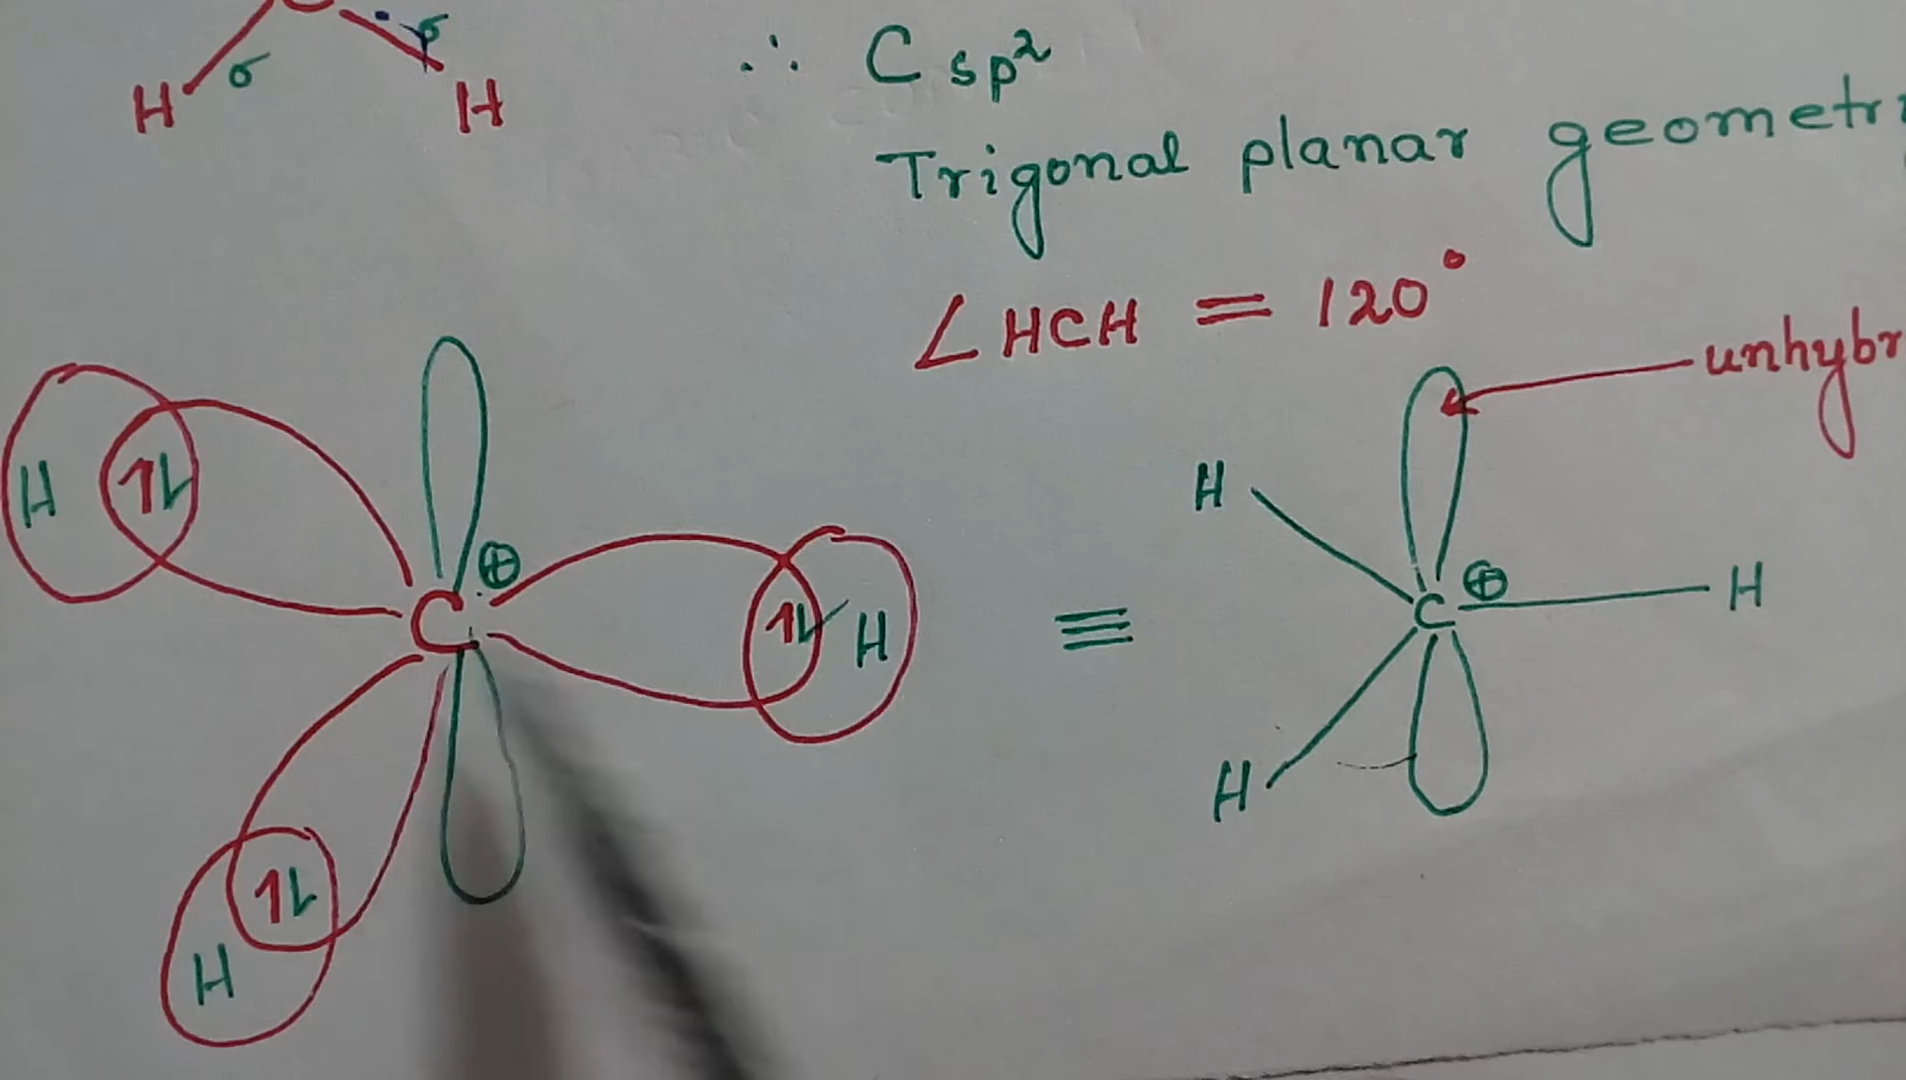 σ σ
H H
∴ C sp²
Trigonal planar
∠HCH = 120°
H 1L
C ⊕
1L H
1L
H
≡
H
C ⊕ H
H